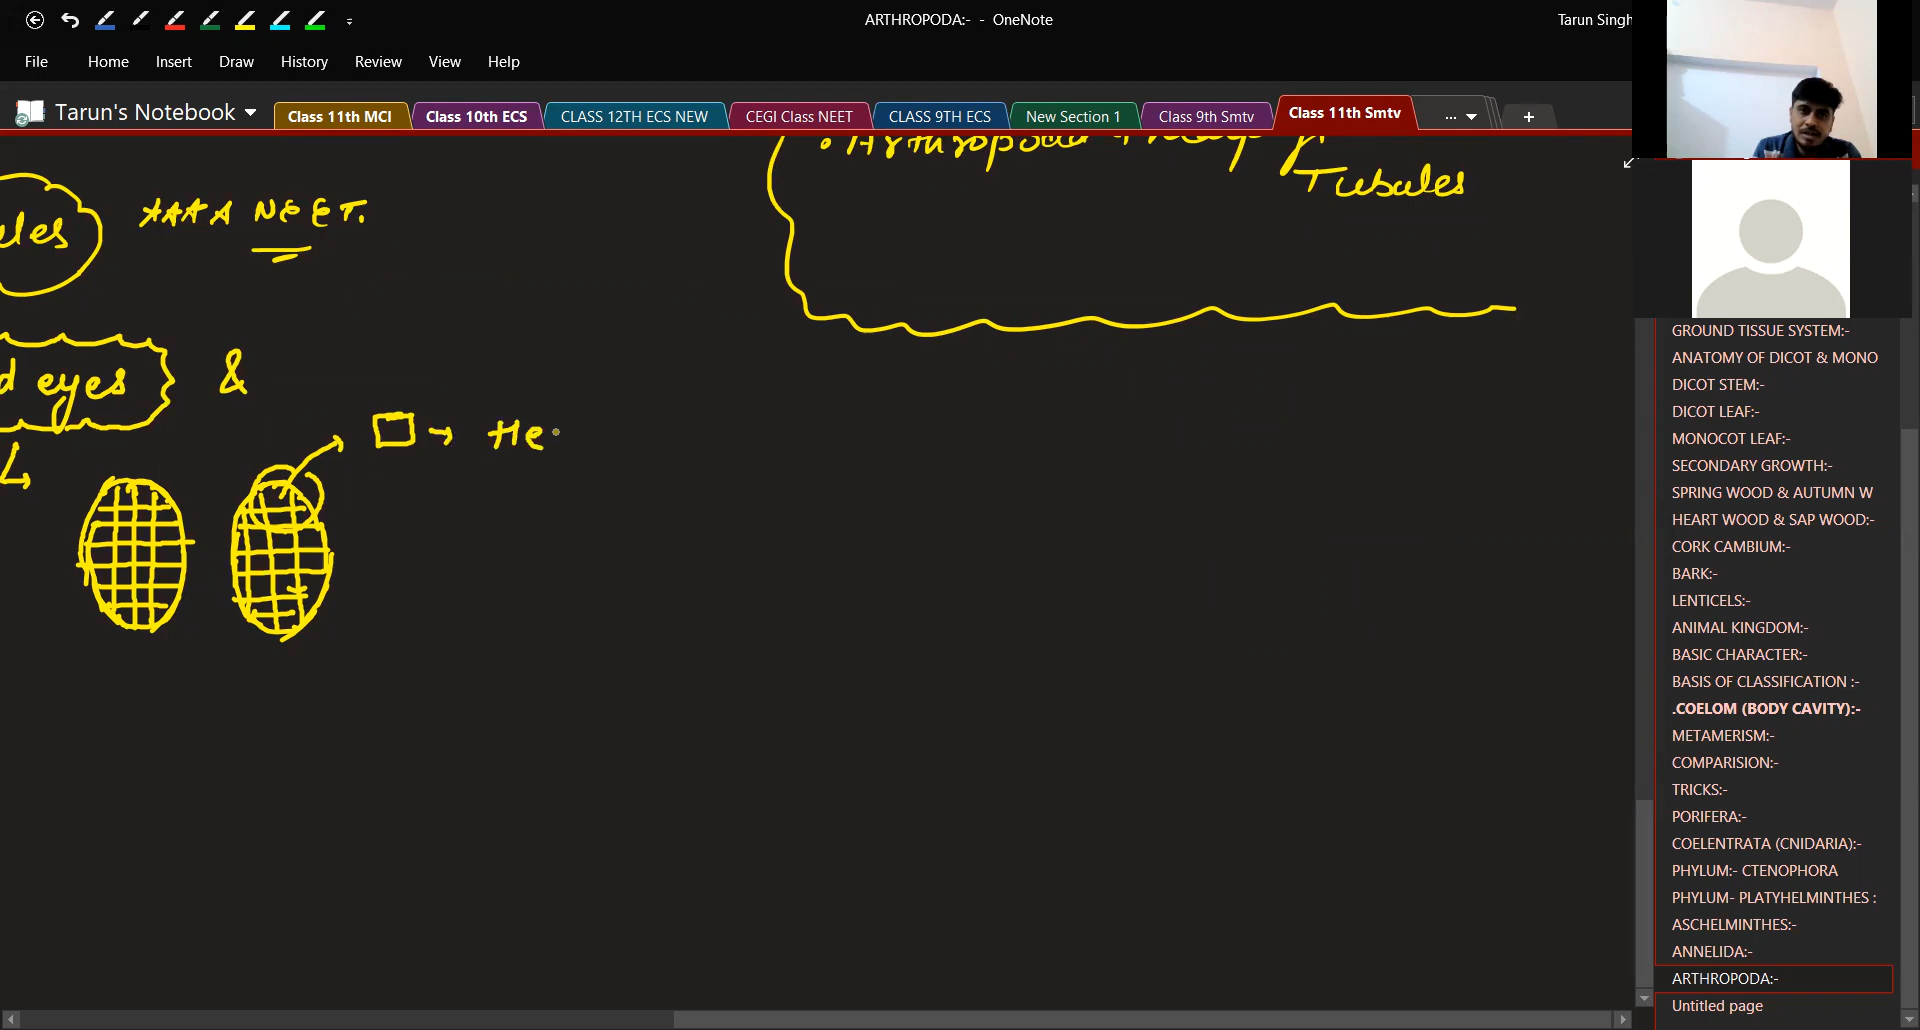 ARTHROPODA:- - OneNote
Tarun Singh
File Home Insert Draw History Review View Help
Tarun's Notebook
Class 11th MCI
Class 10th ECS
CLASS 12TH ECS NEW
CEGI Class NEET
CLASS 9TH ECS
New Section 1
Class 9th Smtv
Class 11th Smtv
...
+
. Arthropoda
Tubules
eles
**** NEET.
d eyes &
He
GROUND TISSUE SYSTEM:-
ANATOMY OF DICOT & MONO
DICOT STEM:-
DICOT LEAF:-
MONOCOT LEAF:-
SECONDARY GROWTH:-
SPRING WOOD & AUTUMN W
HEART WOOD & SAP WOOD:-
CORK CAMBIUM:-
BARK:-
LENTICELS:-
ANIMAL KINGDOM:-
BASIC CHARACTER:-
BASIS OF CLASSIFICATION :-
.COELOM (BODY CAVITY):-
METAMERISM:-
COMPARISION:-
TRICKS:-
PORIFERA:-
COELENTRATA (CNIDARIA):-
PHYLUM:- CTENOPHORA
PHYLUM- PLATYHELMINTHES :
ASCHELMINTHES:-
ANNELIDA:-
ARTHROPODA:-
Untitled page